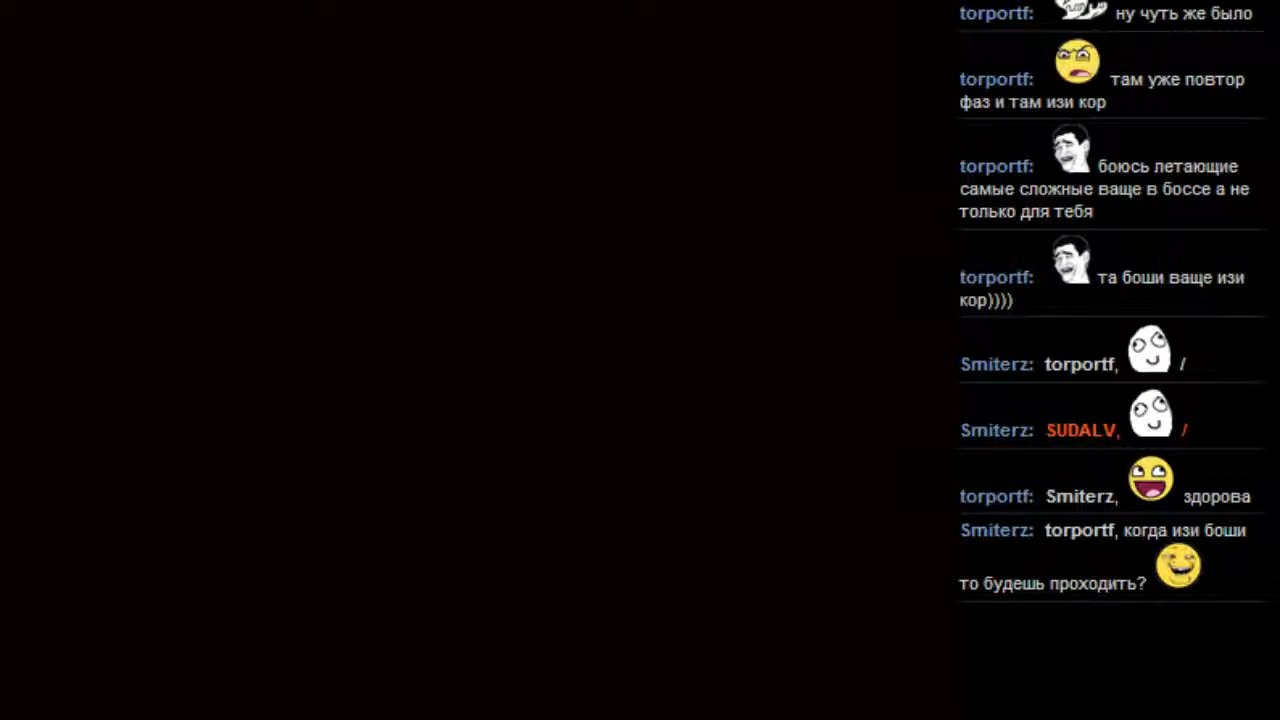 torportf: ну чуть же было
torportf: там уже повтор
фаз и там изи кор
torportf: боюсь летающие
самые сложные ваще в боссе а не
только для тебя
torportf: та боши ваще изи
кор))))
Smiterz: torportf, /
Smiterz: SUDALV, /
torportf: Smiterz, здорова
Smiterz: torportf, когда изи боши
то будешь проходить?